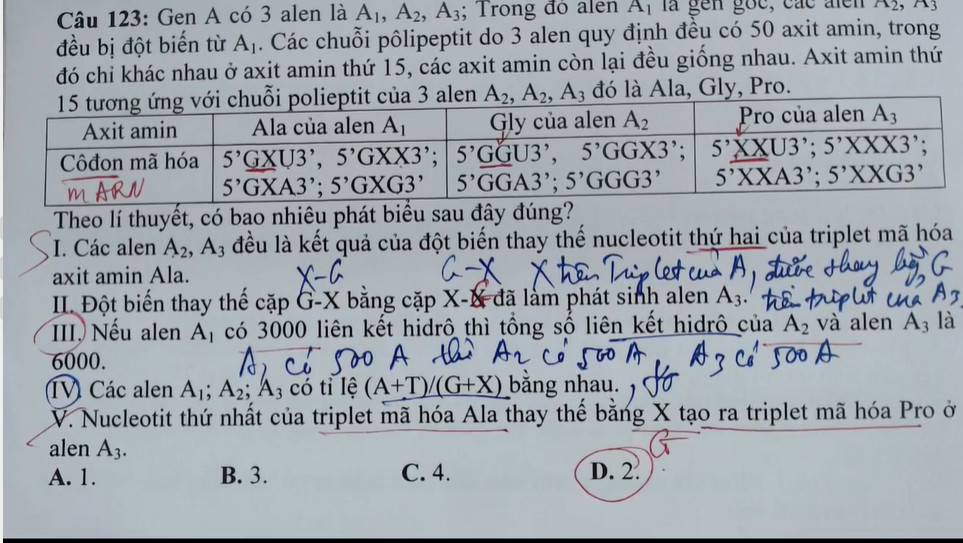 Câu 123: Gen A có 3 alen là A₁, A₂, A₃; Trong đó alen A₁ là gen gốc, các alen A₂, A₃
đều bị đột biến từ A₁. Các chuỗi pôlipeptit do 3 alen quy định đều có 50 axit amin, trong
đó chỉ khác nhau ở axit amin thứ 15, các axit amin còn lại đều giống nhau. Axit amin thứ
15 tương ứng với chuỗi polieptit của 3 alen A₂, A₂, A₃ đó là Ala, Gly, Pro.
Axit amin Ala của alen A₁ Gly của alen A₂ Pro của alen A₃
Côđon mã hóa 5’GXU3’, 5’GXX3’; 5’GGU3’, 5’GGX3’; 5’XXU3’; 5’XXX3’;
mARN 5’GXA3’; 5’GXG3’ 5’GGA3’; 5’GGG3’ 5’XXA3’; 5’XXG3’
Theo lí thuyết, có bao nhiêu phát biểu sau đây đúng?
S I. Các alen A₂, A₃ đều là kết quả của đột biến thay thế nucleotit thứ hai của triplet mã hóa
axit amin Ala.
X-G G-X X trên Triplet của A₁ được thay bằng G
II. Đột biến thay thế cặp G-X bằng cặp X-G đã làm phát sinh alen A₃. trên triplet của A₃
III. Nếu alen A₁ có 3000 liên kết hidrô thì tổng số liên kết hidrô của A₂ và alen A₃ là
6000.
A₁ có 500 A thì A₂ có 500 A, A₃ có 500 A
IV. Các alen A₁; A₂; A₃ có tỉ lệ (A+T)/(G+X) bằng nhau.
V. Nucleotit thứ nhất của triplet mã hóa Ala thay thế bằng X tạo ra triplet mã hóa Pro ở
alen A₃.
G
A. 1. B. 3. C. 4. D. 2.